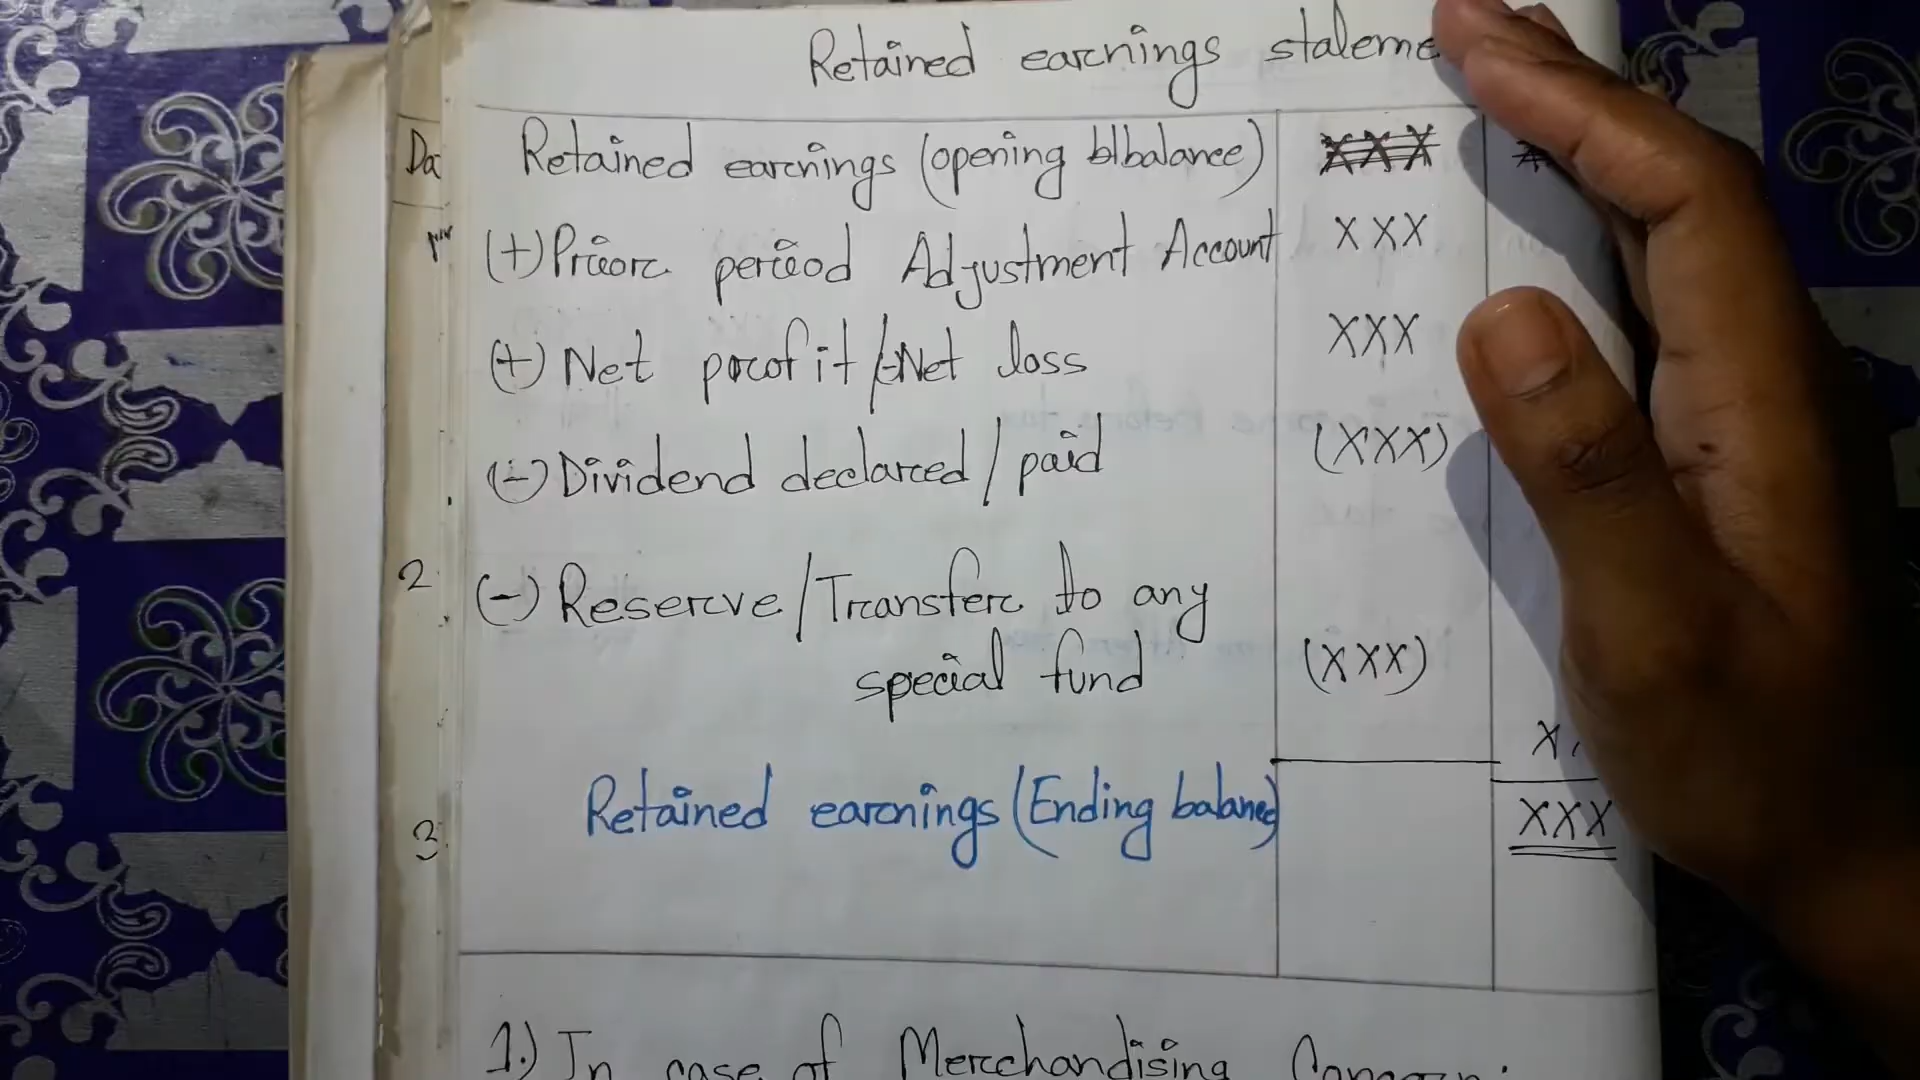 Retained earnings stateme
Da
Retained earnings (opening blbalance) XXX
(+) Prior period Adjustment Account XXX
(+) Net profit/(-)Net loss XXX
(-) Dividend declared/paid (XXX)
2
(-) Reserve/Transfer to any
special fund (XXX)
X
Retained earnings (Ending balance) XXX
3
1.) In case of Merchandising Concern: